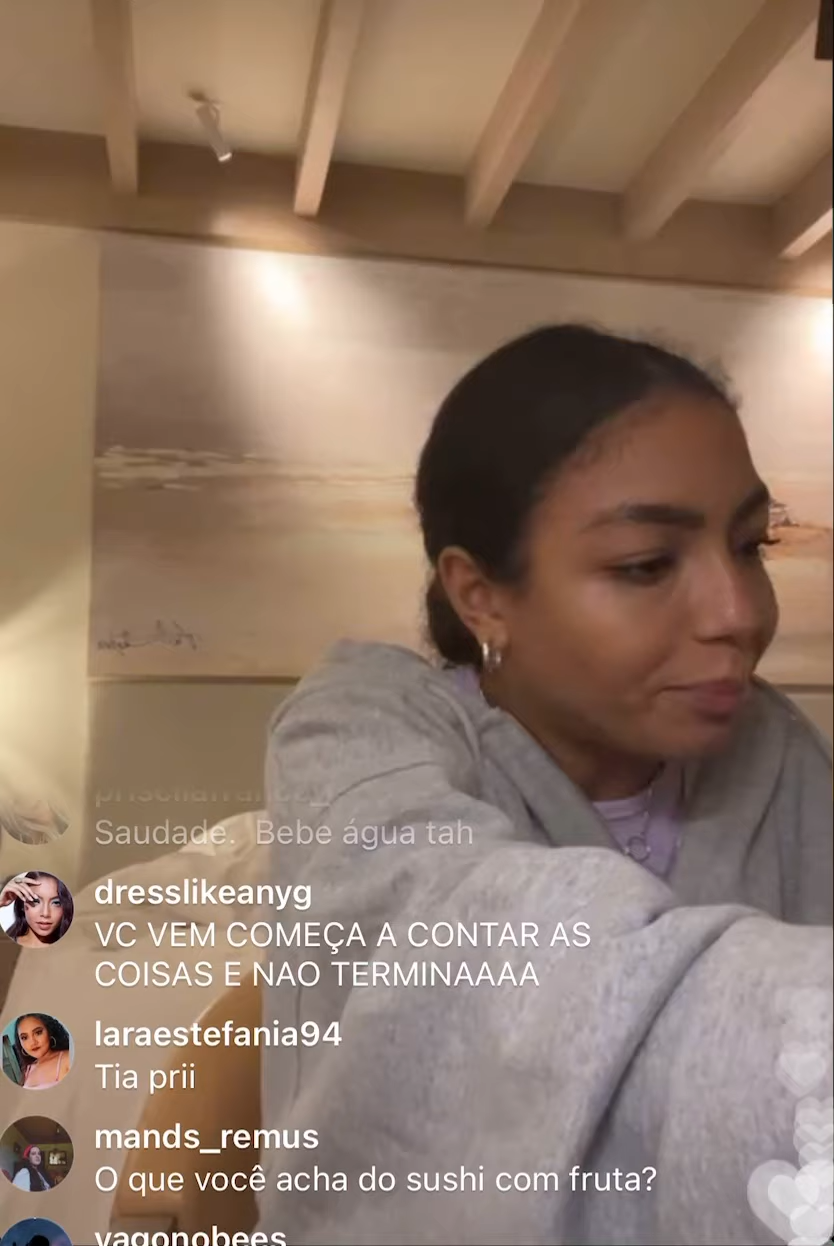 Saudade.  Bebe água tah
dresslikeanyg
VC VEM COMEÇA A CONTAR AS
COISAS E NAO TERMINAAAA
laraestefania94
Tia prii
mands_remus
O que você acha do sushi com fruta?